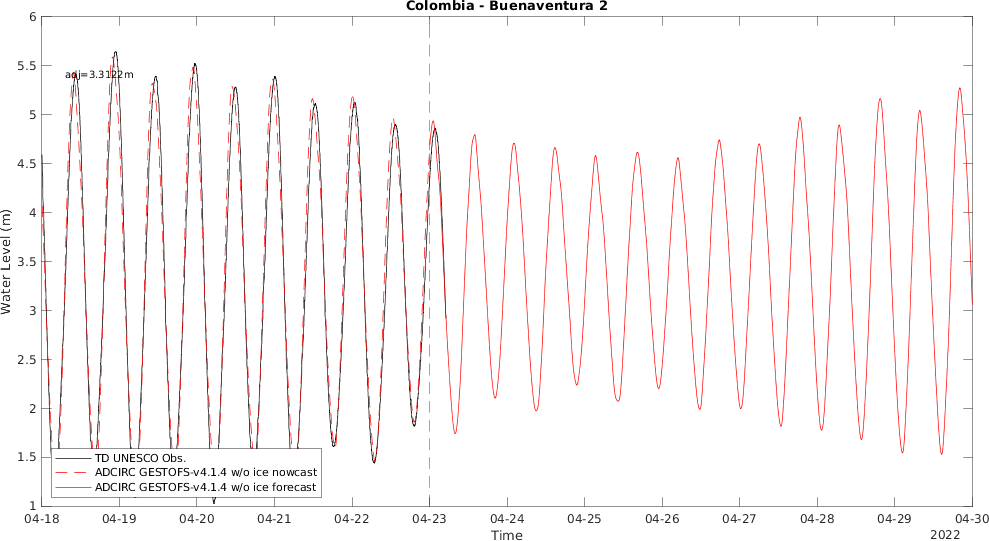 Colombia - Buenaventura 2
6
5.5
5
4.5
4
3.5
3
2.5
2
1.5
1
Water Level (m)
adj=3.3122m
TD UNESCO Obs.
ADCIRC GESTOFS-v4.1.4 w/o ice nowcast
ADCIRC GESTOFS-v4.1.4 w/o ice forecast
04-18 04-19 04-20 04-21 04-22 04-23 04-24 04-25 04-26 04-27 04-28 04-29 04-30
Time
2022